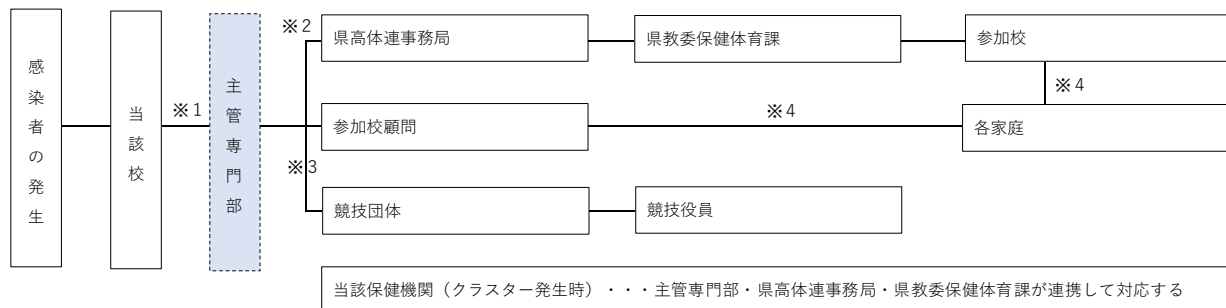 感染者の発生
当該校
※1
主管専門部
※2
県高体連事務局
県教委保健体育課
参加校
※4
参加校顧問
※4
各家庭
※3
競技団体
競技役員
当該保健機関（クラスター発生時）・・・主管専門部・県高体連事務局・県教委保健体育課が連携して対応する